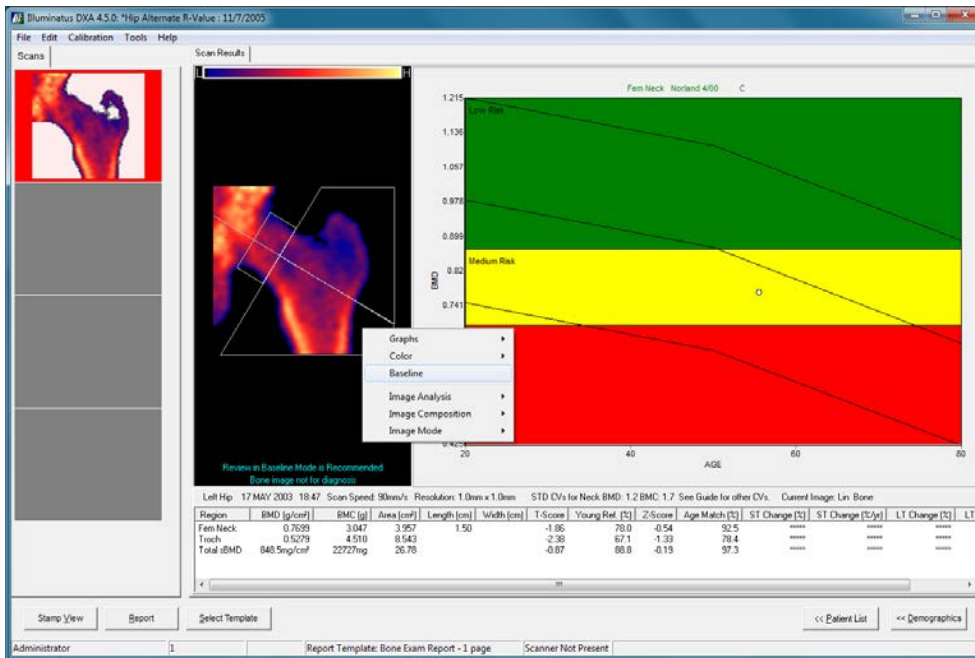 Illuminatus DXA 4.5.0: *Hip Alternate R-Value : 11/7/2005
File Edit Calibration Tools Help
Scans
Scan Results
L H
Fem Neck Norland 4/00 C
1.215
1.136
1.057
0.978
0.899
0.82
0.741
BMD
Low Risk
Medium Risk
20 40 60 80
AGE
Graphs
Color
Baseline
Image Analysis
Image Composition
Image Mode
Review in Baseline Mode is Recommended
Bone image not for diagnosis
Left Hip 17 MAY 2003 18:47 Scan Speed: 90mm/s Resolution: 1.0mm x 1.0mm STD CVs for Neck BMD: 1.2 BMC: 1.7 See Guide for other CVs. Current Image: Lin Bone
Region BMD [g/cm²] BMC [g] Area [cm²] Length [cm] Width [cm] T-Score Young Ref. [%] Z-Score Age Match [%] ST Change [%] ST Change [%/yr] LT Change [%] LT
Fem Neck 0.7699 3.047 3.957 1.50 -1.86 78.0 -0.54 92.5 ***** ***** *****
Troch 0.5279 4.510 8.543 -2.38 67.1 -1.33 78.4 ***** ***** *****
Total sBMD 848.5mg/cm² 22727mg 26.78 -0.87 88.8 -0.19 97.3 ***** ***** *****
Stamp View Report Select Template << Patient List << Demographics
Administrator 1 Report Template: Bone Exam Report - 1 page Scanner Not Present